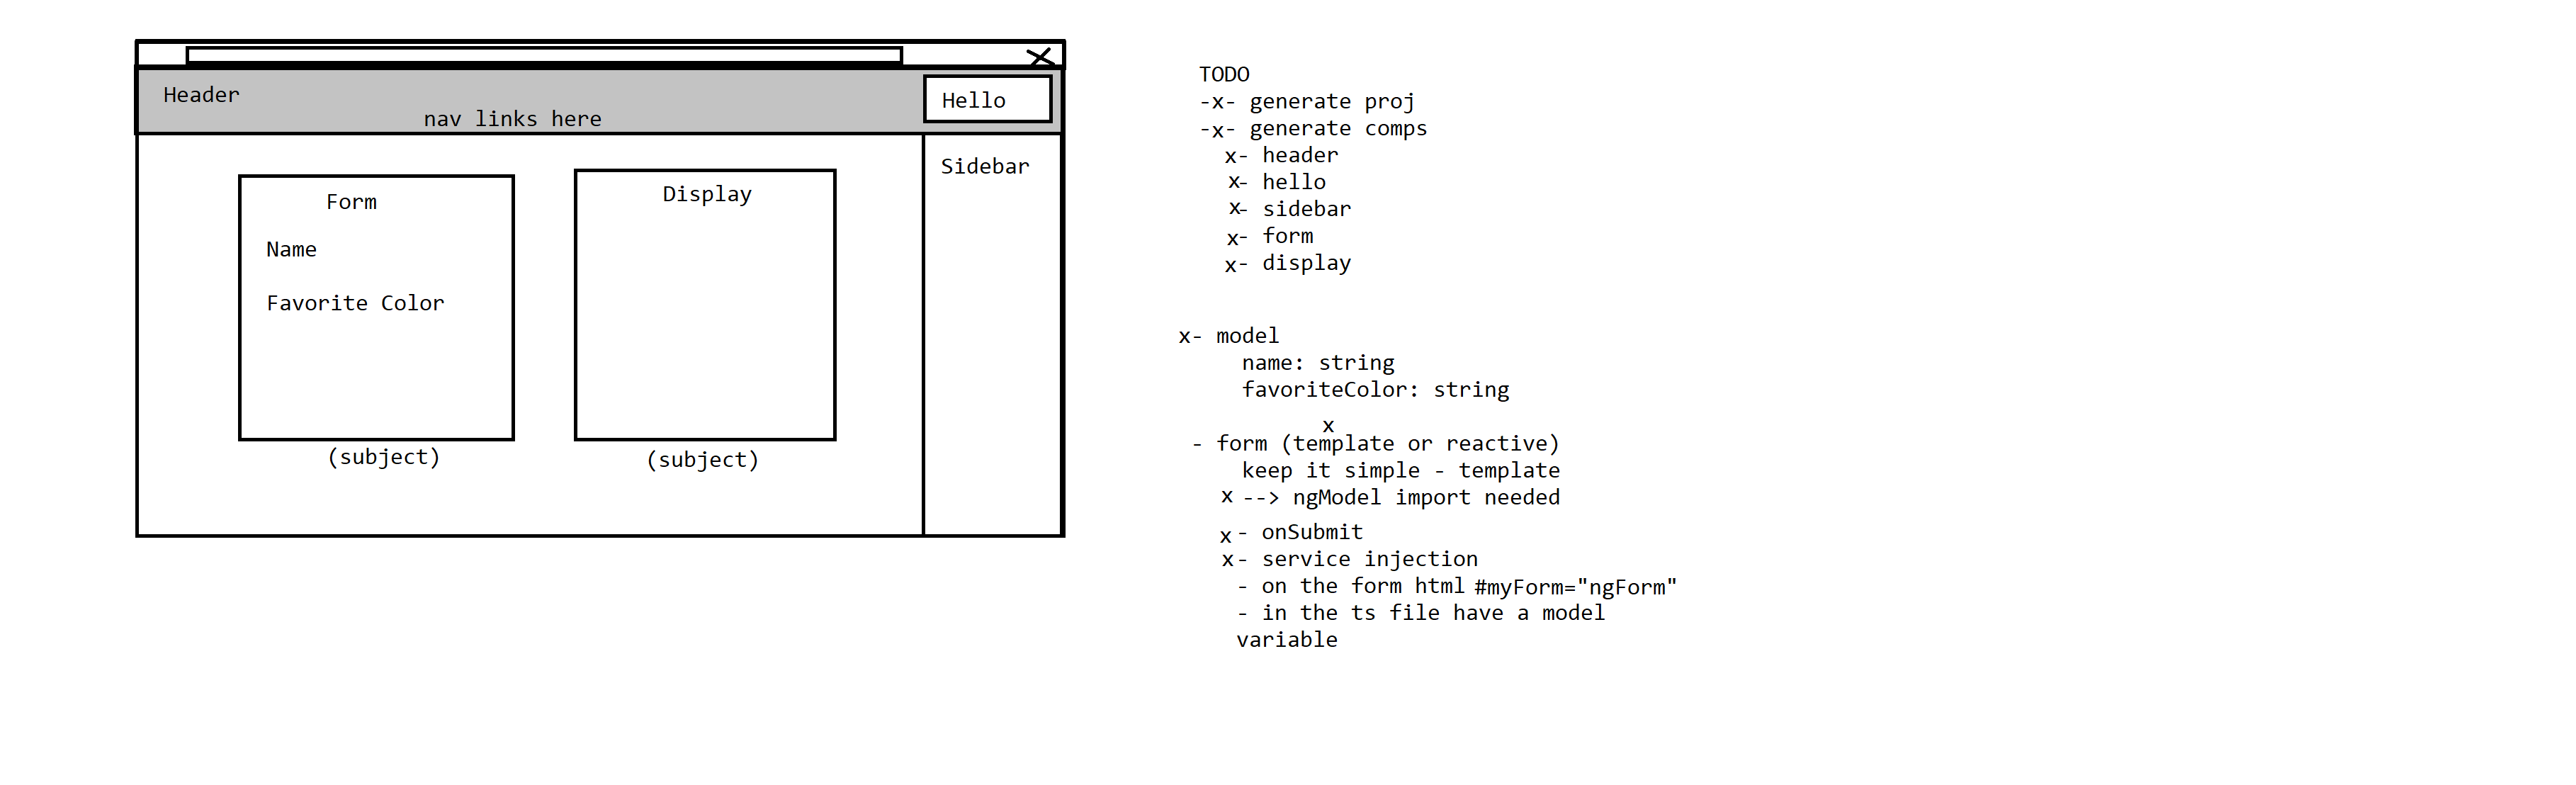 Header
nav links here
Hello
Sidebar
Form
Name
Favorite Color
(subject)
Display
(subject)
TODO
-x- generate proj
-x- generate comps
x- header
x- hello
x- sidebar
x- form
x- display
x- model
name: string
favoriteColor: string
x
- form (template or reactive)
keep it simple - template
x --> ngModel import needed
x - onSubmit
x - service injection
- on the form html #myForm="ngForm"
- in the ts file have a model
variable